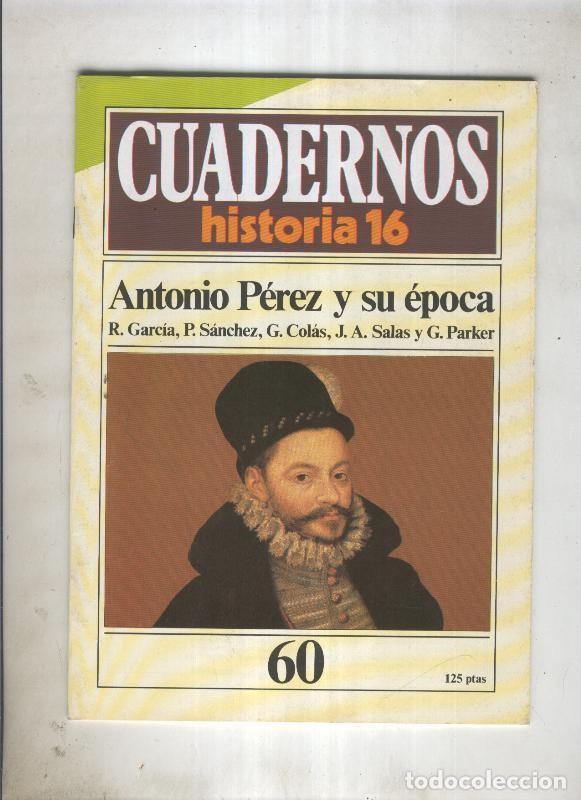 CUADERNOS
historia 16
Antonio Pérez y su época
R. García, P. Sánchez, G. Colás, J. A. Salas y G. Parker
60
125 ptas
todocoleccion